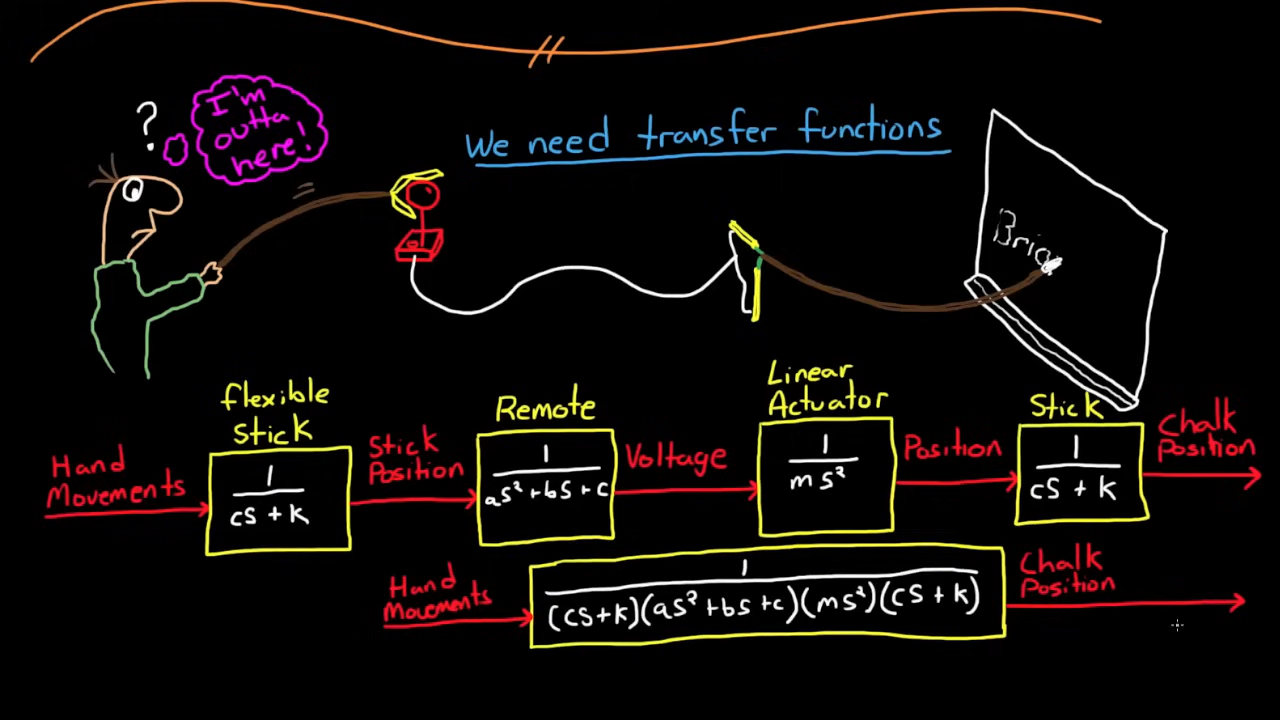 ?
I'm
outta
here!
We need transfer functions
Bria
flexible
stick
Remote
Linear
Actuator
Stick
Hand
Movements
1
cs + k
Stick
Position
1
as² + bs + c
Voltage
1
ms²
Position
1
cs + k
Chalk
Position
Hand
Movements
1
(cs+k)(as²+bs+c)(ms²)(cs+k)
Chalk
Position